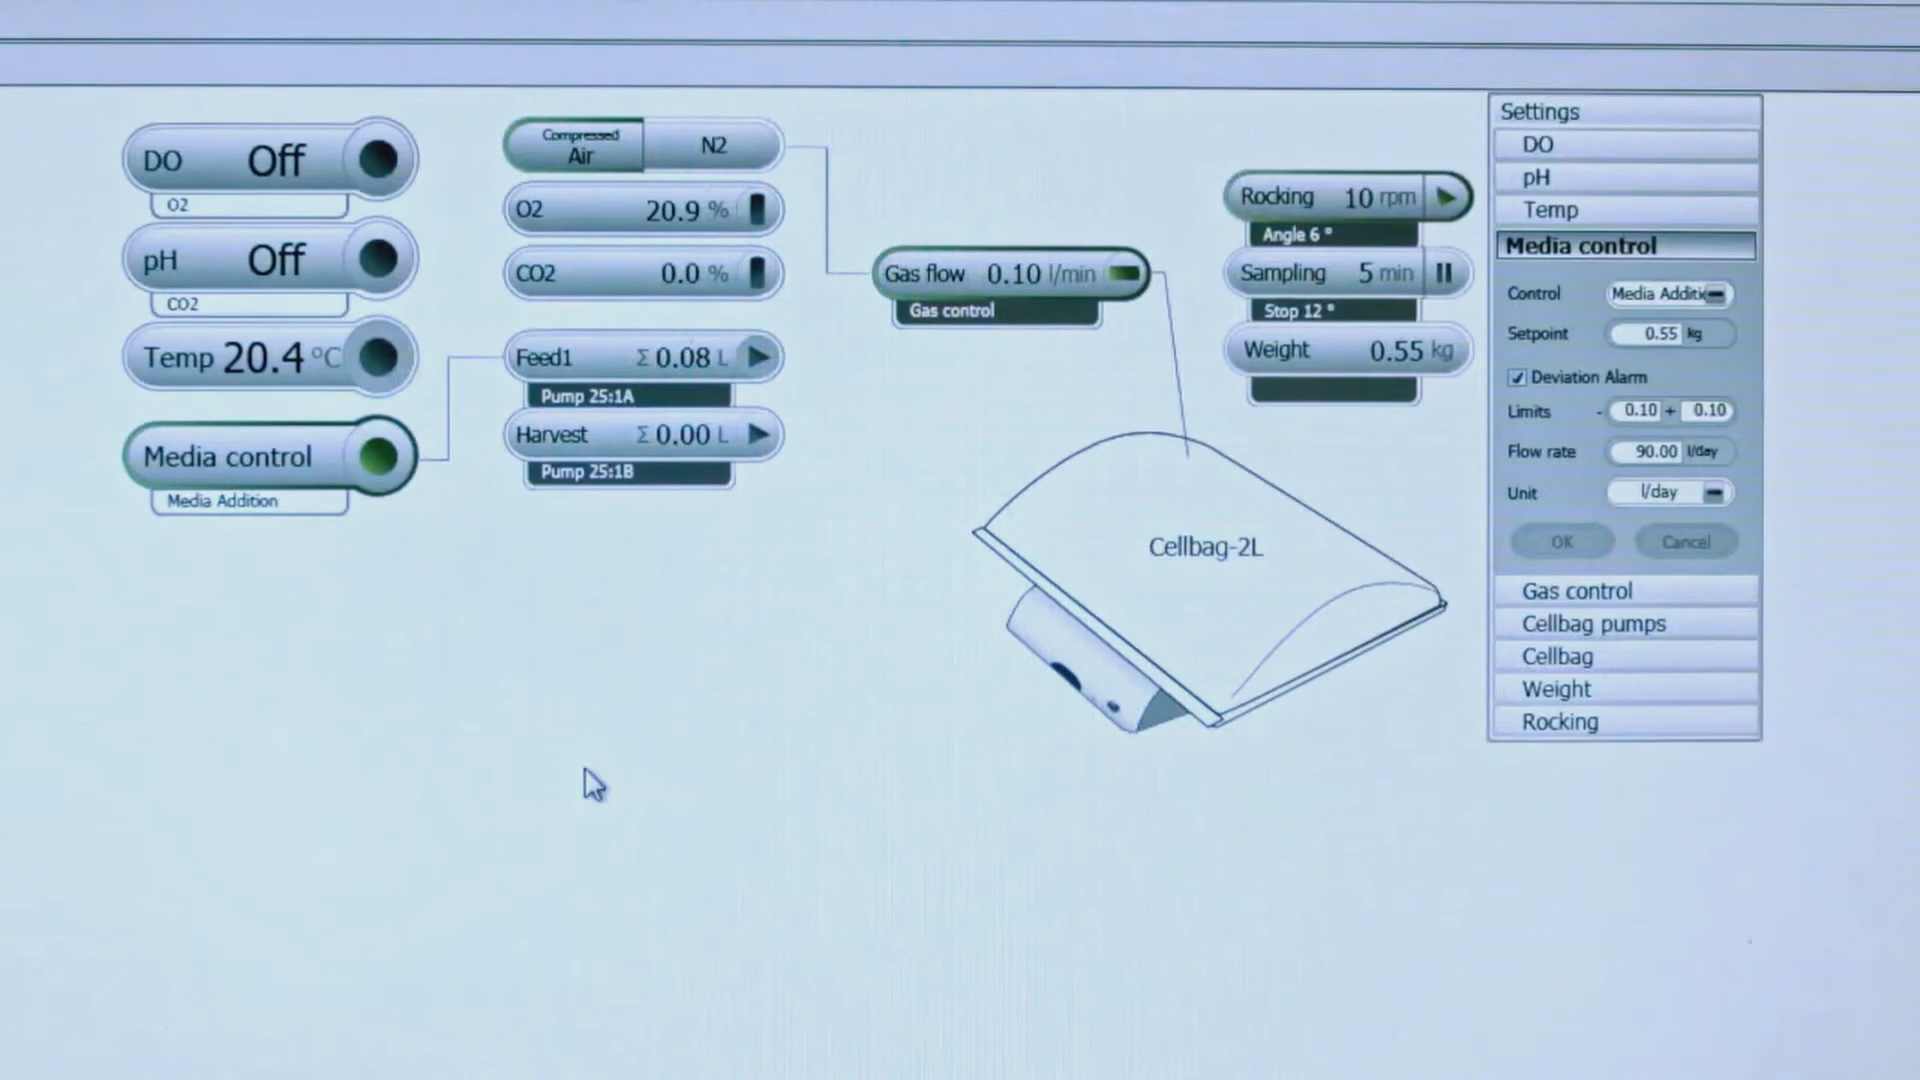 DO Off
O2
pH Off
CO2
Temp 20.4 °C
Media control
Media Addition
Compressed
Air
N2
O2 20.9 %
CO2 0.0 %
Feed1 Σ 0.08 L
Pump 25:1A
Harvest Σ 0.00 L
Pump 25:1B
Gas flow 0.10 l/min
Gas control
Rocking 10 rpm
Angle 6 °
Sampling 5 min
Stop 12 °
Weight 0.55 kg
Cellbag-2L
Settings
DO
pH
Temp
Media control
Control Media Additi
Setpoint 0.55 kg
Deviation Alarm
Limits - 0.10 + 0.10
Flow rate 90.00 l/day
Unit l/day
OK Cancel
Gas control
Cellbag pumps
Cellbag
Weight
Rocking